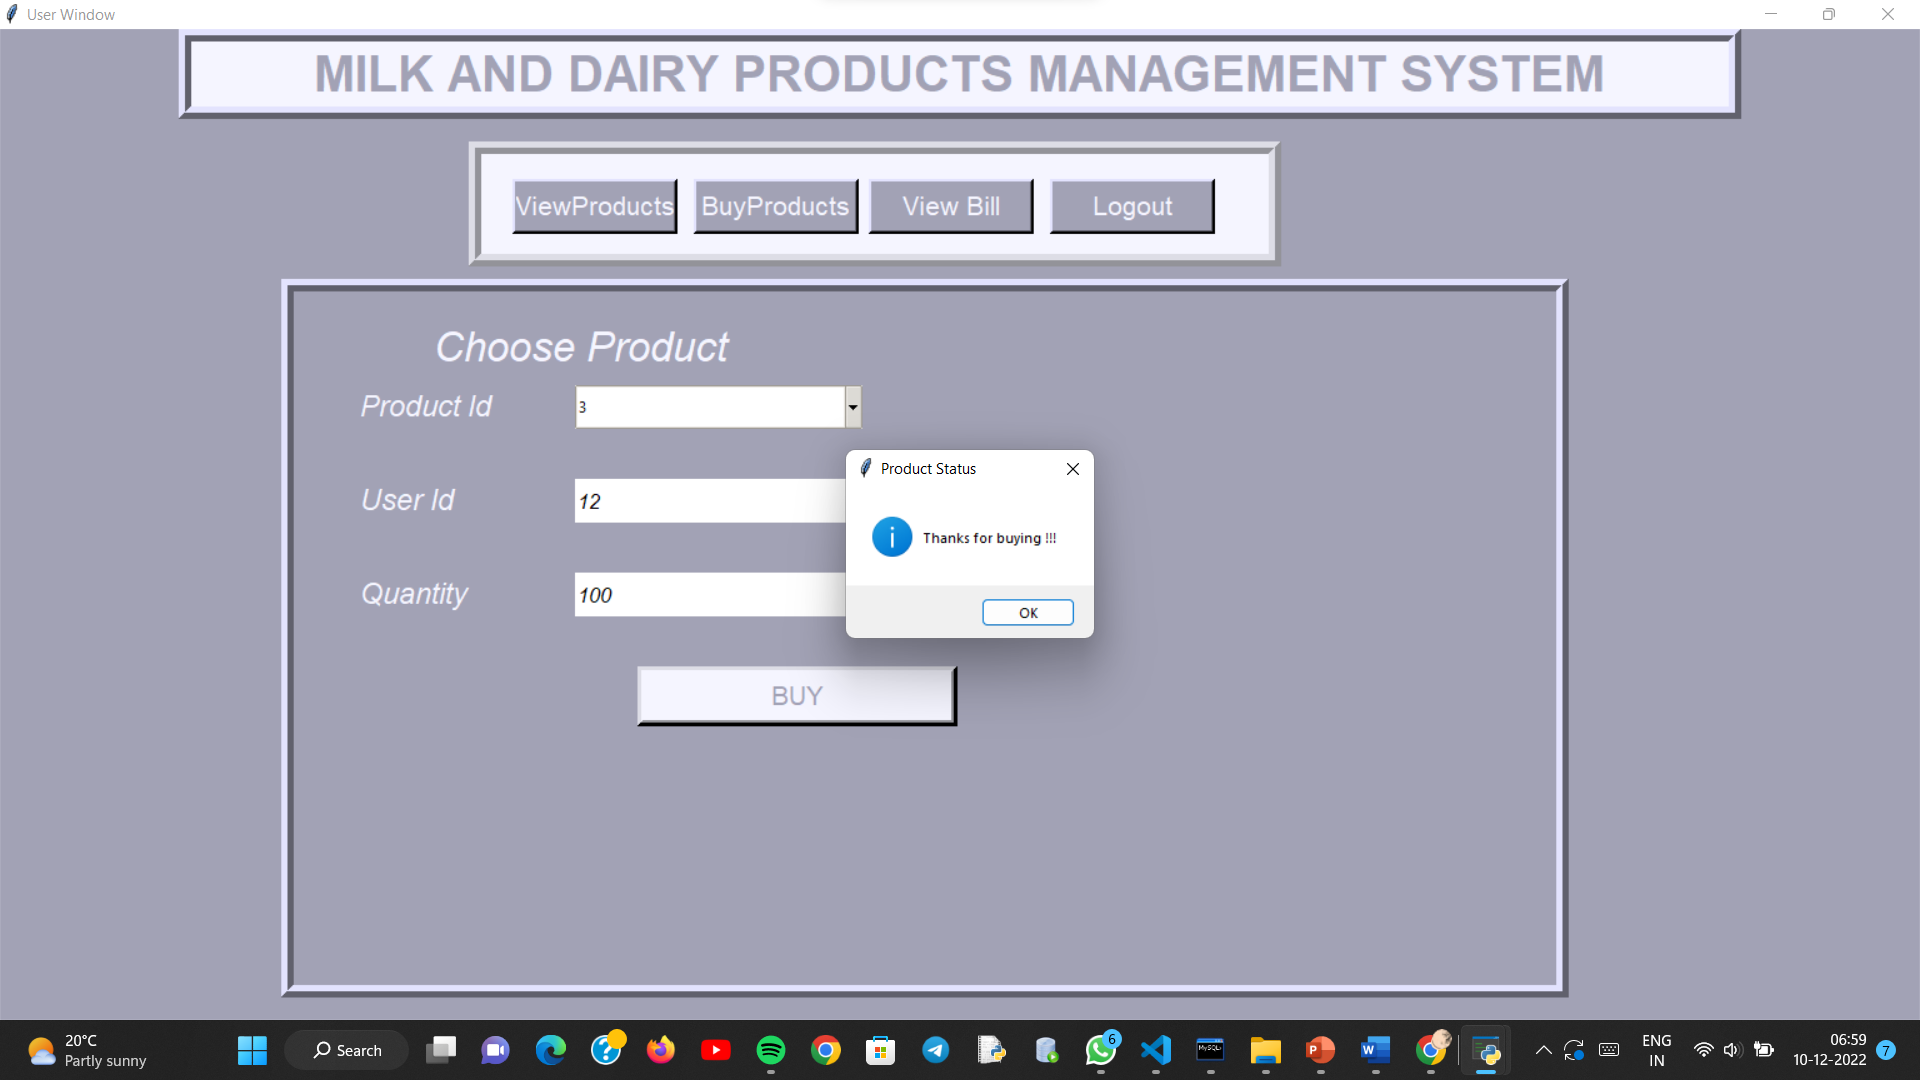 User Window
MILK AND DAIRY PRODUCTS MANAGEMENT SYSTEM
ViewProducts BuyProducts View Bill Logout
Choose Product
Product Id 3
User Id 12
Quantity 100
Product Status
Thanks for buying !!!
OK
BUY
20°C
Partly sunny
Search
6
MySQL
P
W
ENG
IN
06:59
10-12-2022
7